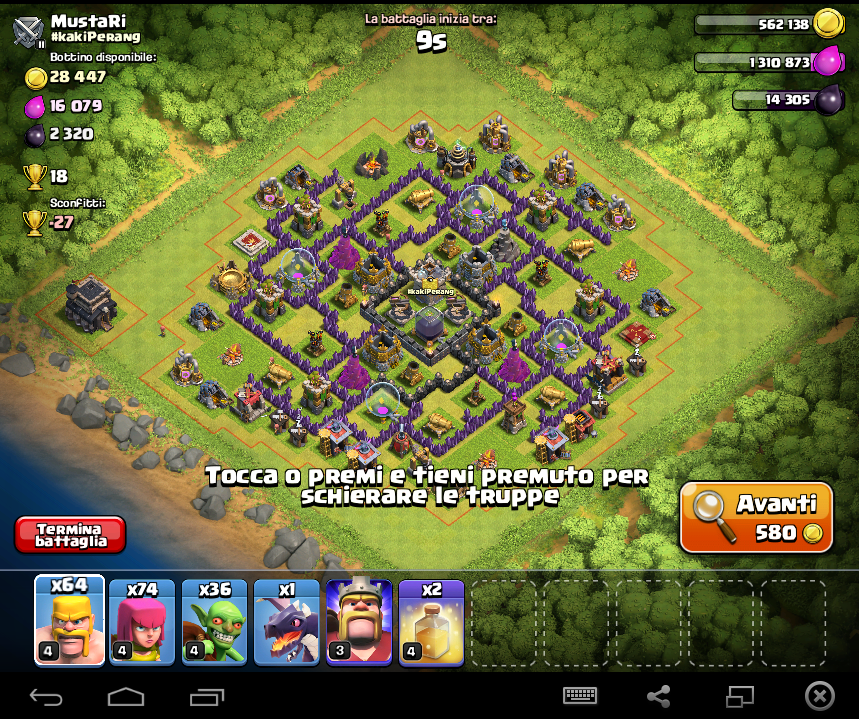 MustaRi
#kakiPerang
Bottino disponibile:
28 447
16 079
2 320
18
Sconfitti:
-27
La battaglia inizia tra:
9s
562 138
1 310 873
14 305
#kakiPerang
Tocca o premi e tieni premuto per
schierare le truppe
Termina
battaglia
Avanti
580
x64
x74
x36
x1
x2
4
4
4
3
4